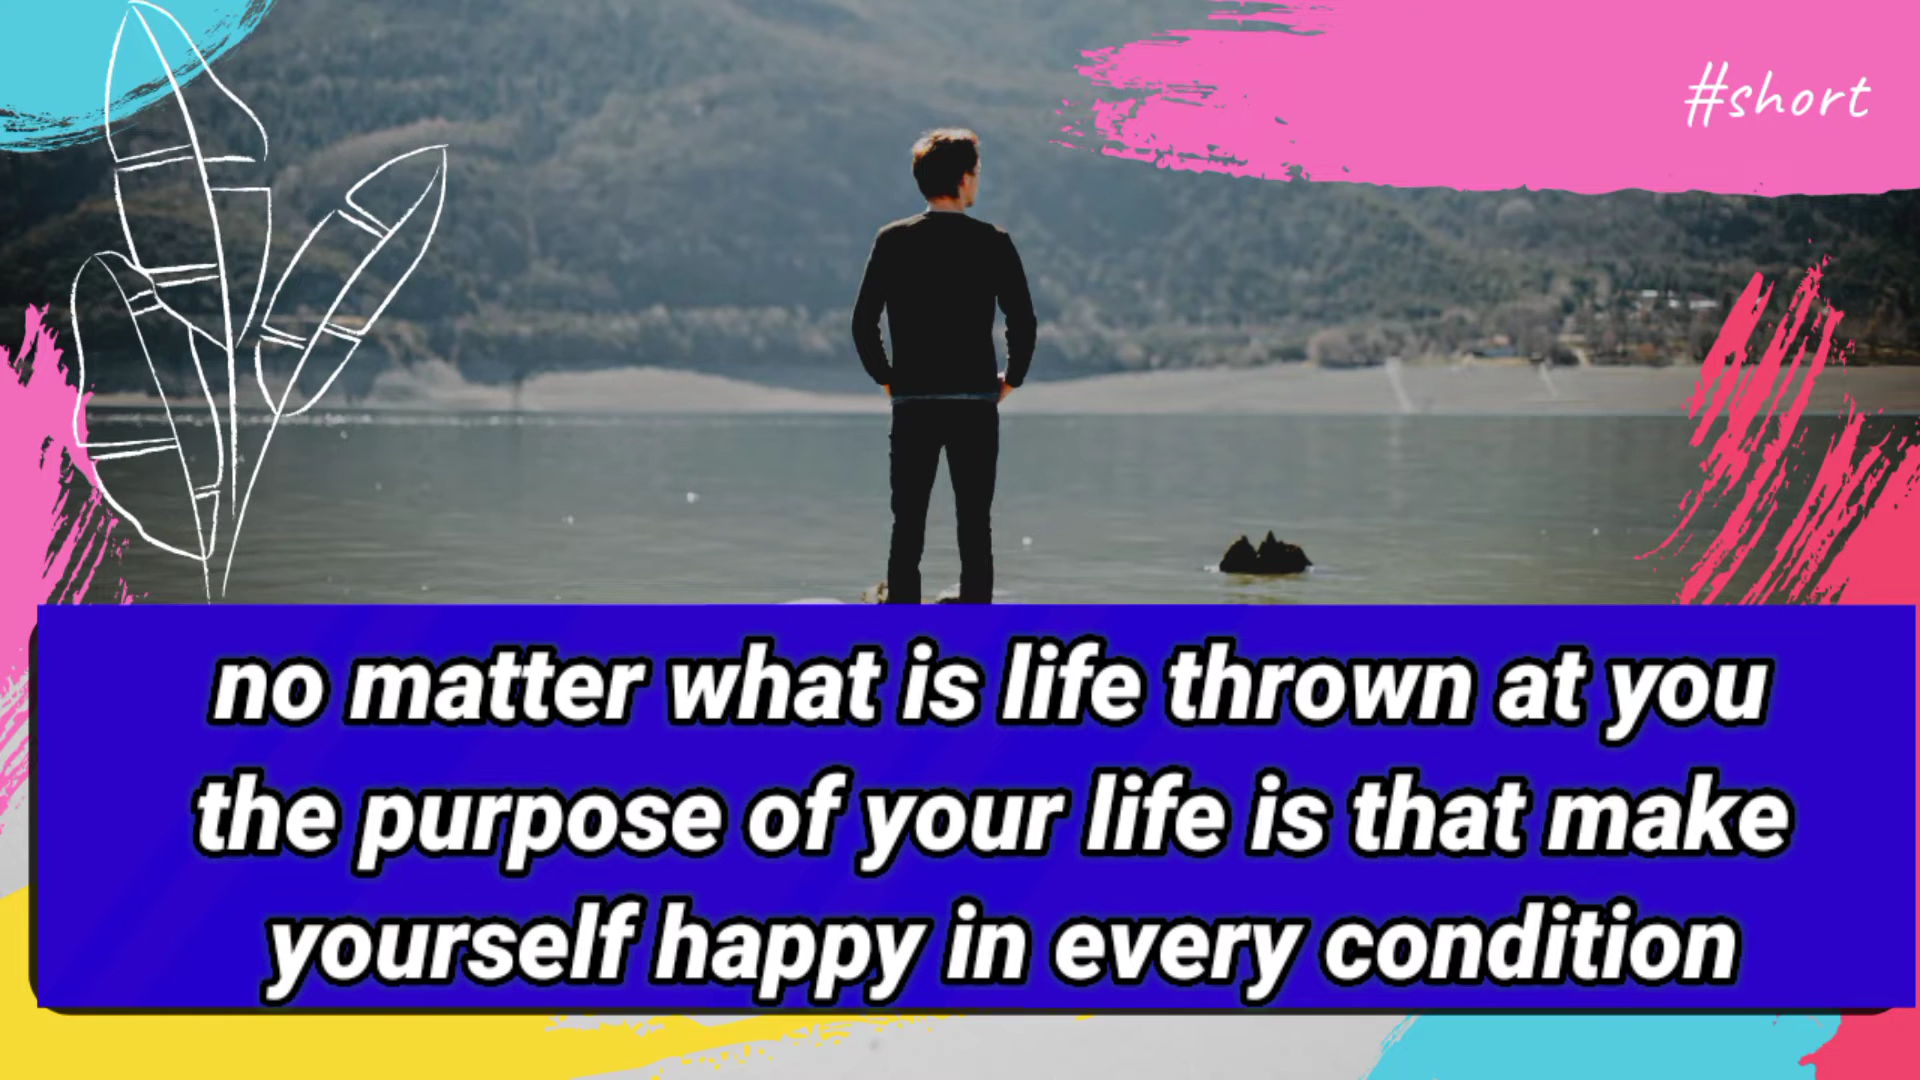 #short
no matter what is life thrown at you
the purpose of your life is that make
yourself happy in every condition